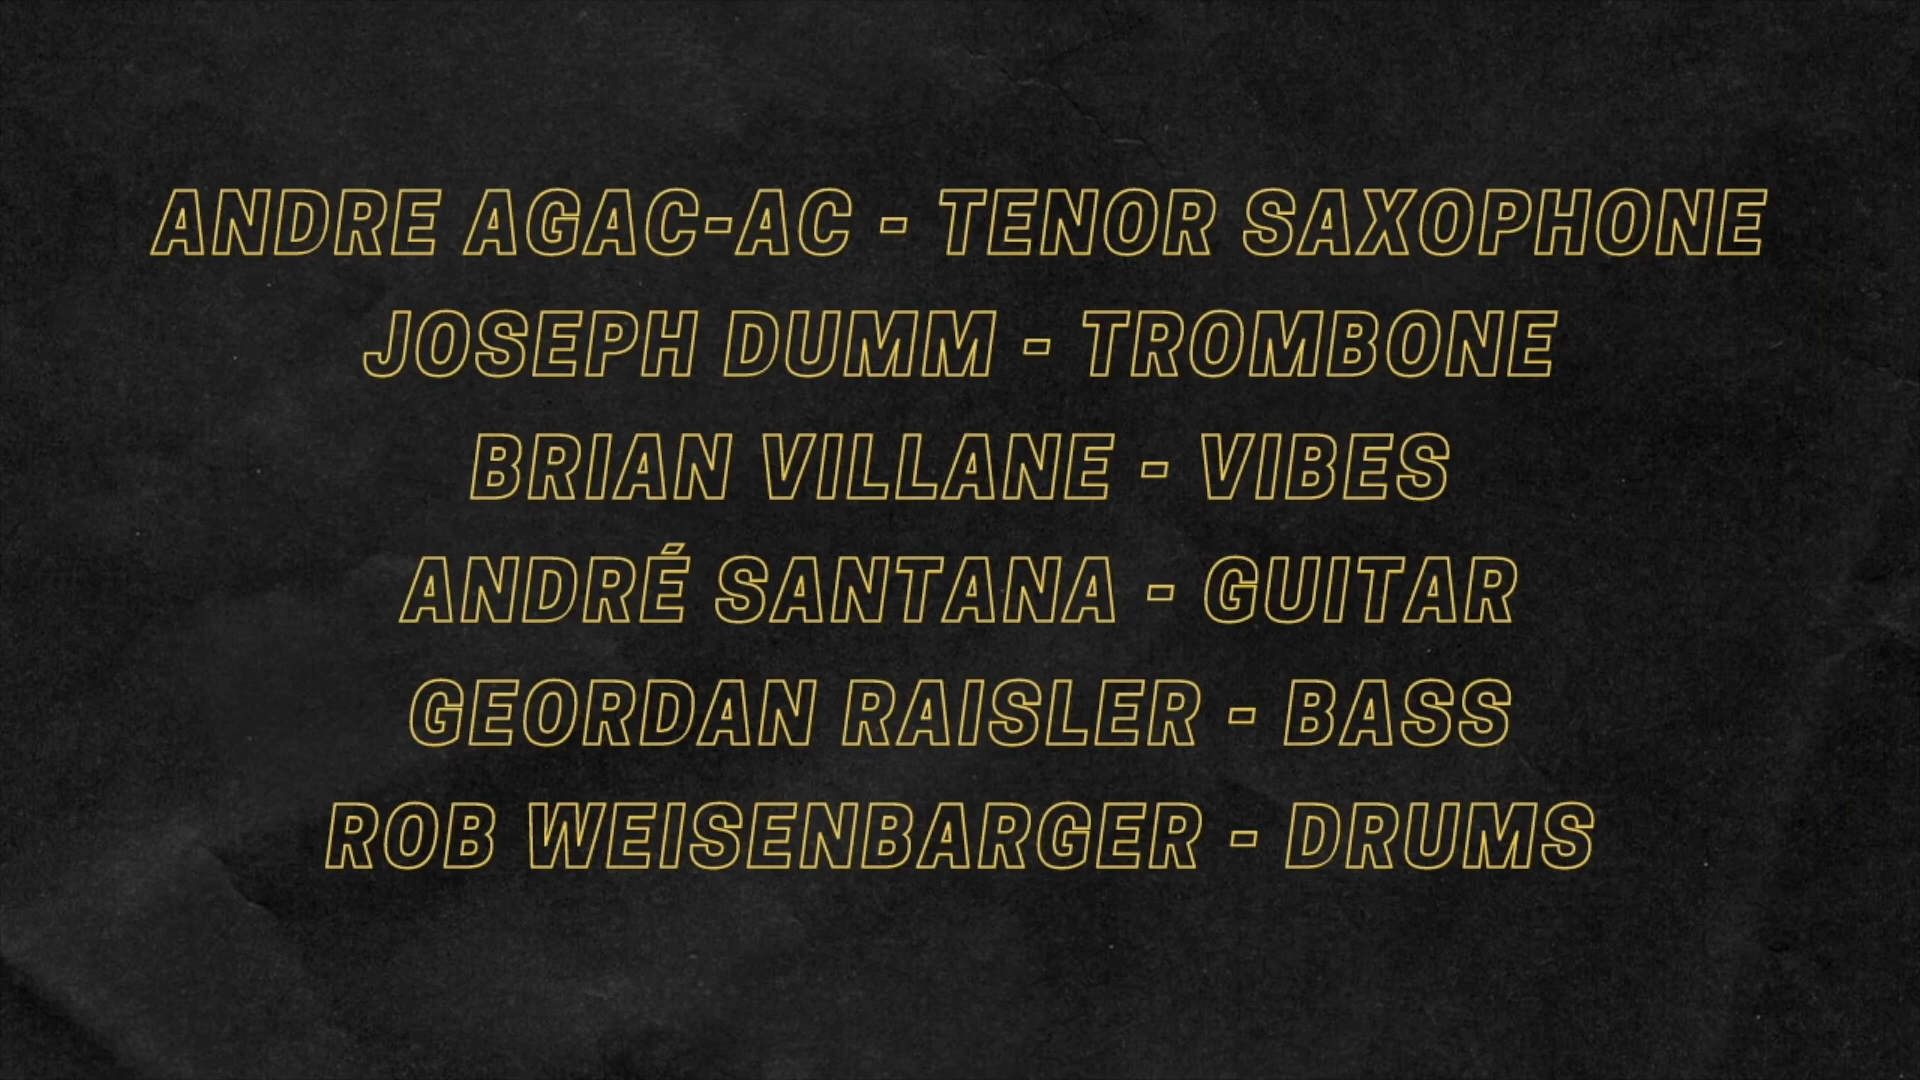 ANDRE AGAC-AC - TENOR SAXOPHONE
JOSEPH DUMM - TROMBONE
BRIAN VILLANE - VIBES
ANDRÉ SANTANA - GUITAR
GEORDAN RAISLER - BASS
ROB WEISENBARGER - DRUMS